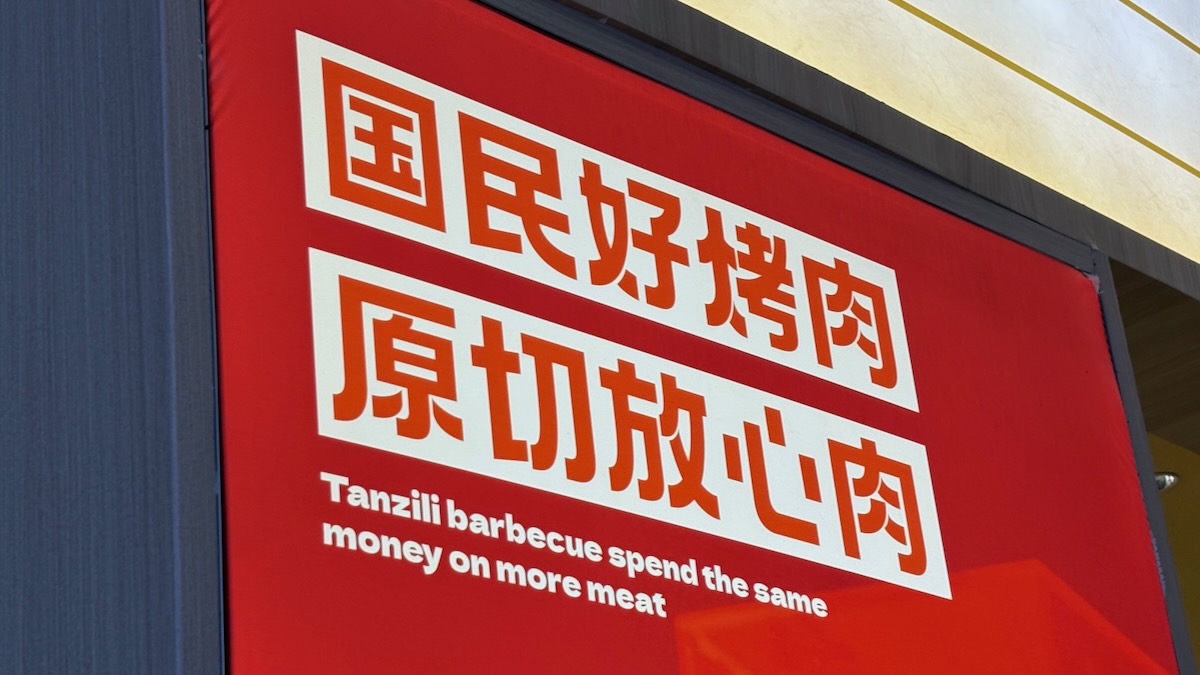 国民好烤肉
原切放心肉
Tanzili barbecue spend the same
money on more meat